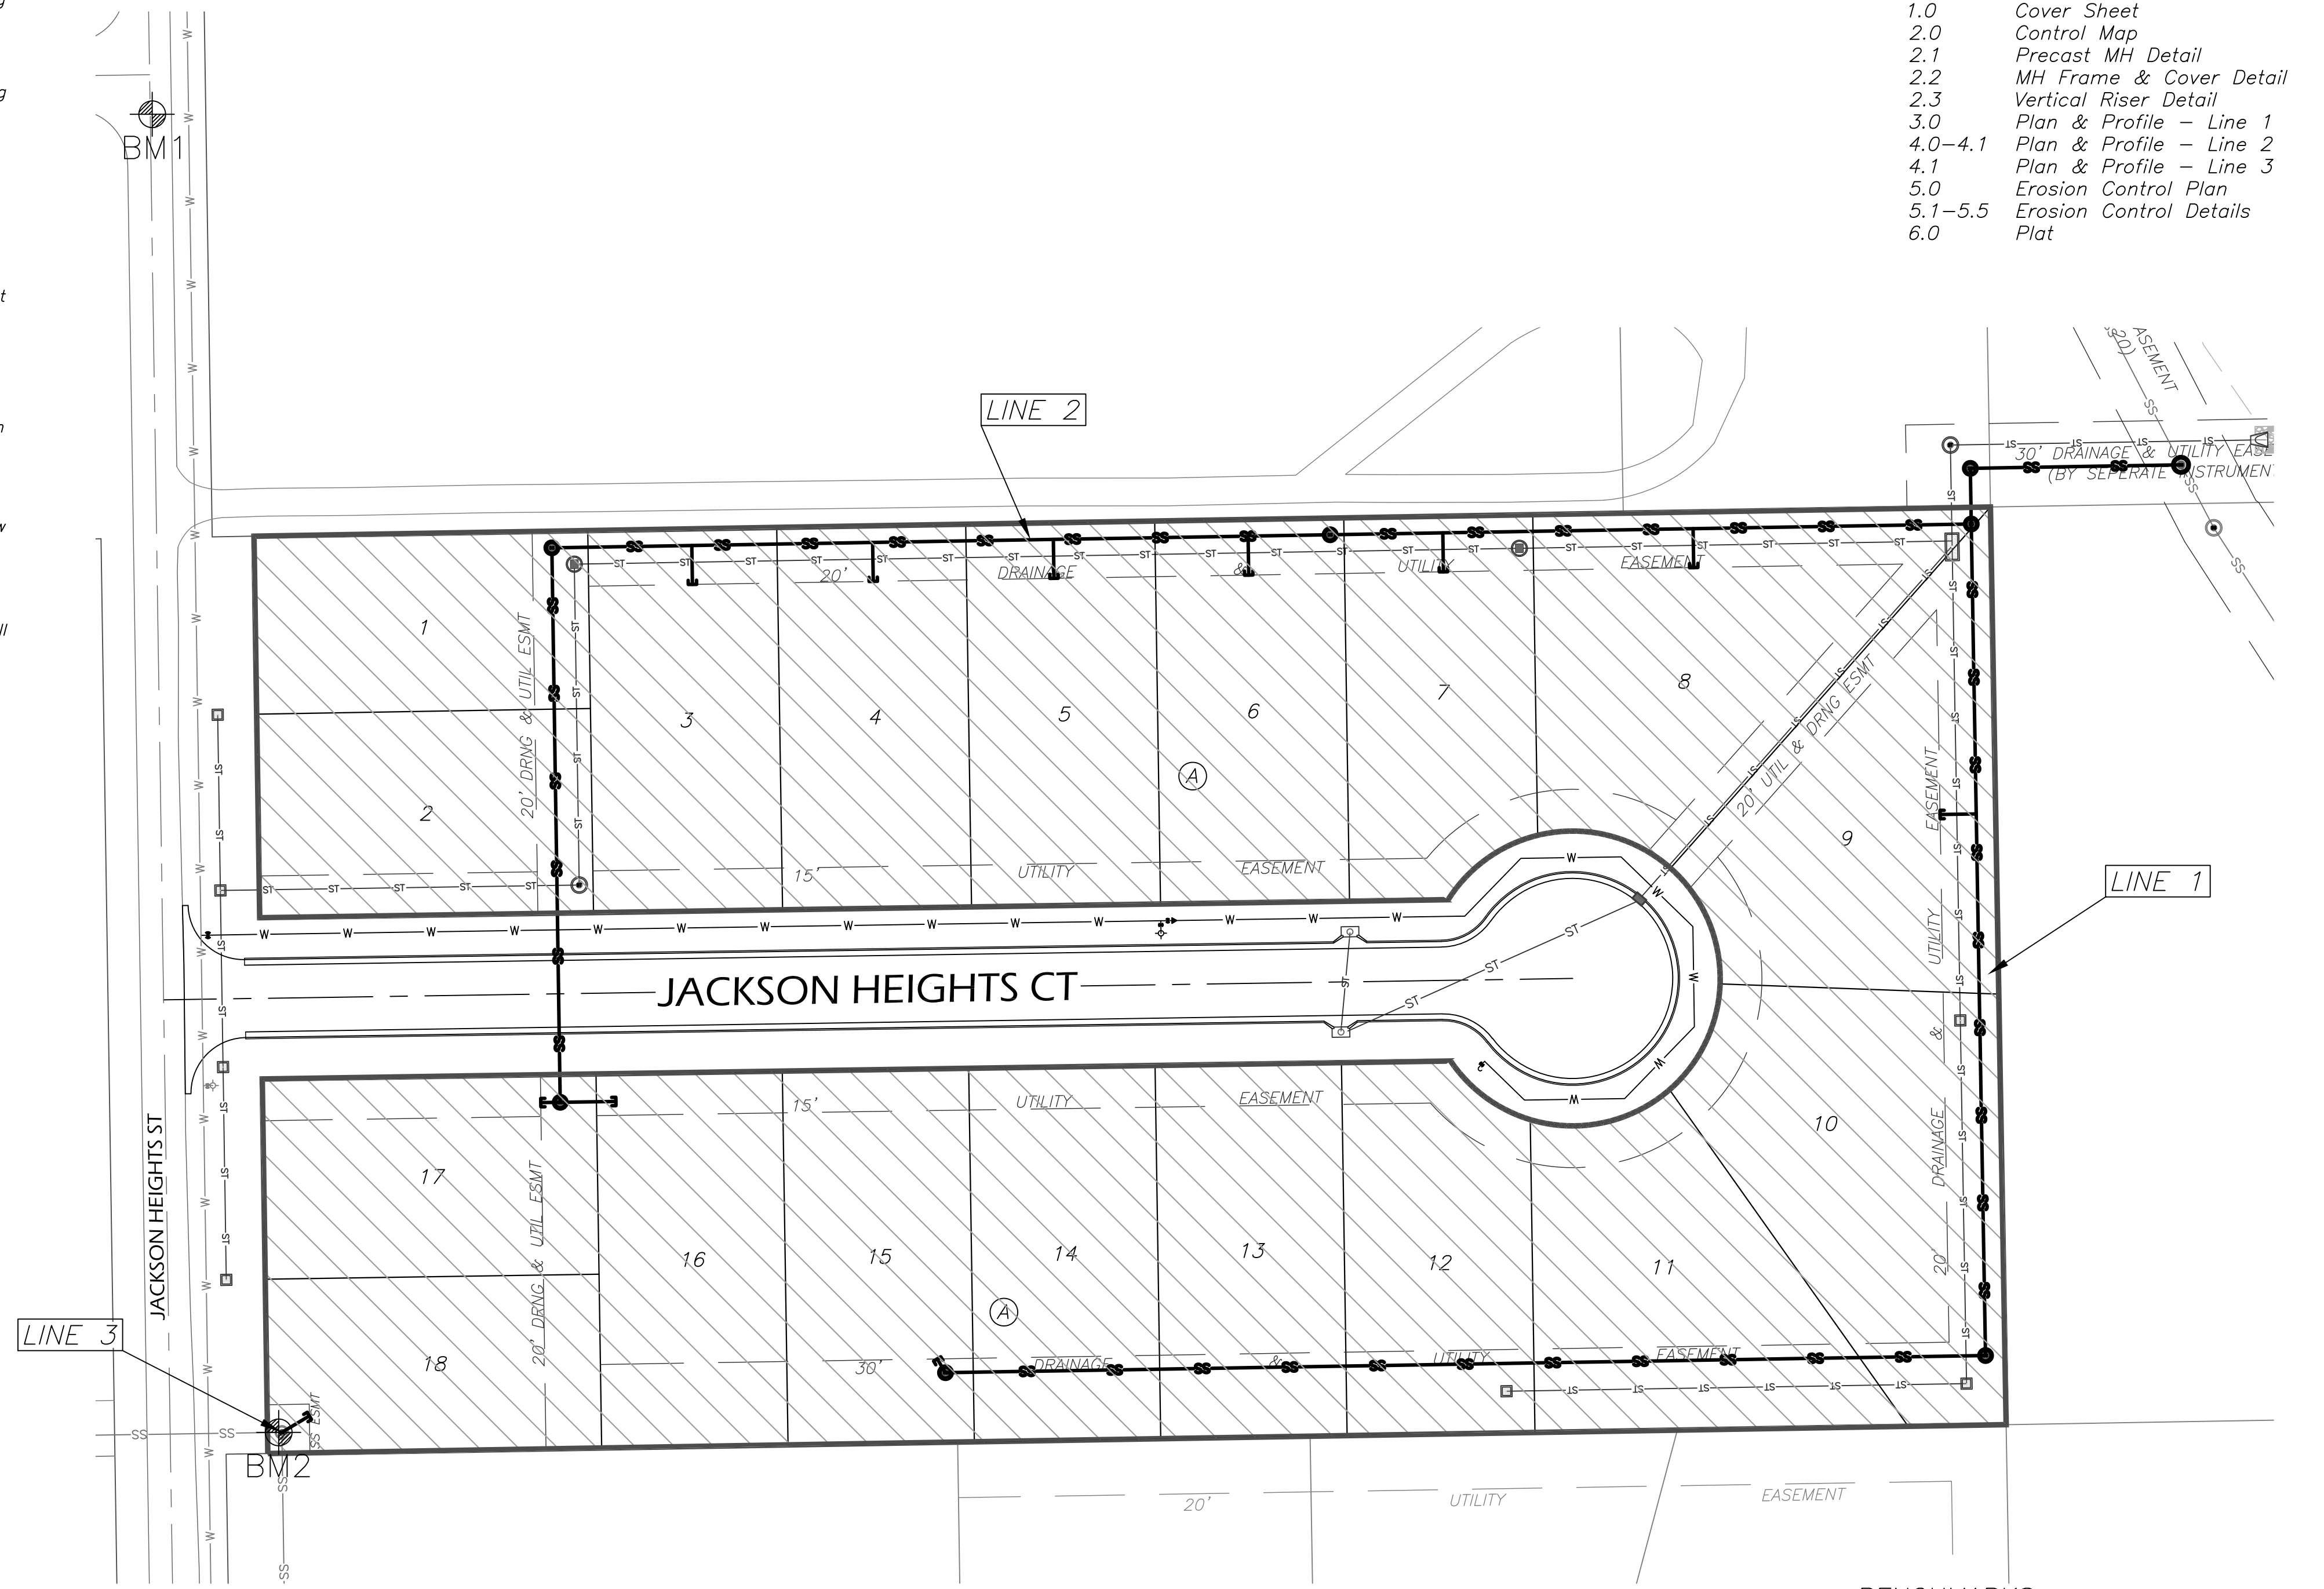 1.0 Cover Sheet
2.0 Control Map
2.1 Precast MH Detail
2.2 MH Frame & Cover Detail
2.3 Vertical Riser Detail
3.0 Plan & Profile – Line 1
4.0–4.1 Plan & Profile – Line 2
4.1 Plan & Profile – Line 3
5.0 Erosion Control Plan
5.1–5.5 Erosion Control Details
6.0 Plat
BM1
LINE 2
30' DRAINAGE & UTILITY EASE
(BY SEPERATE INSTRUMEN
20)
ASEMENT
20' DRAINAGE & UTILITY EASEMENT
1
2
3
4
5
6
7
8
9
A
20' DRNG & UTIL ESMT
20' UTIL & DRNG ESMT
15' UTILITY EASEMENT
LINE 1
JACKSON HEIGHTS CT
JACKSON HEIGHTS ST
20' DRAINAGE & UTILITY EASEMENT
15' UTILITY EASEMENT
10
11
12
13
14
15
16
17
18
A
20' DRNG & UTIL ESMT
30' DRAINAGE & UTILITY EASEMENT
LINE 3
SS ESMT
BM2
20' UTILITY EASEMENT